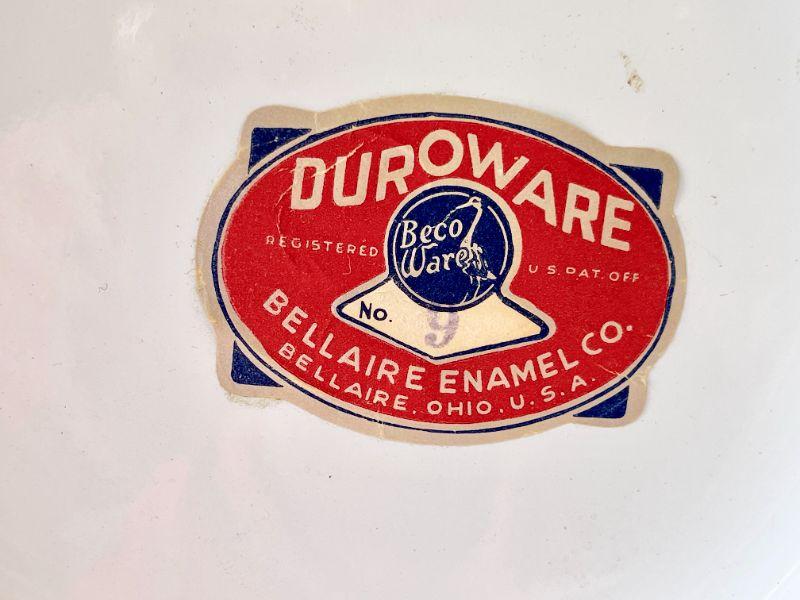 DUROWARE
REGISTERED
Beco
Ware
U.S. PAT. OFF
No. 9
BELLAIRE ENAMEL CO.
BELLAIRE, OHIO, U.S.A.